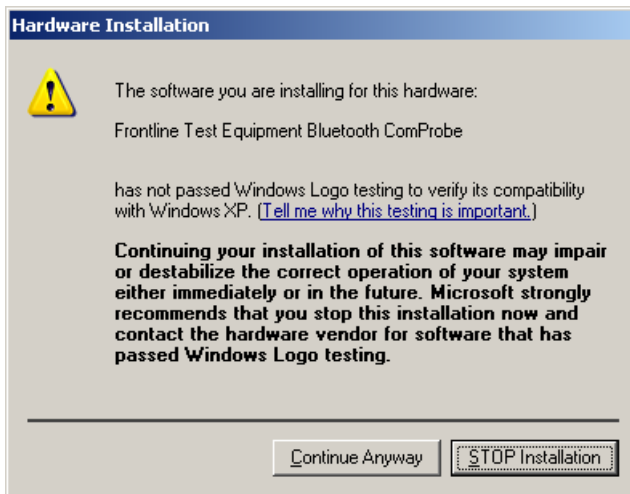 Hardware Installation
The software you are installing for this hardware:
Frontline Test Equipment Bluetooth ComProbe
has not passed Windows Logo testing to verify its compatibility
with Windows XP. (Tell me why this testing is important.)
Continuing your installation of this software may impair
or destabilize the correct operation of your system
either immediately or in the future. Microsoft strongly
recommends that you stop this installation now and
contact the hardware vendor for software that has
passed Windows Logo testing.
Continue Anyway
STOP Installation